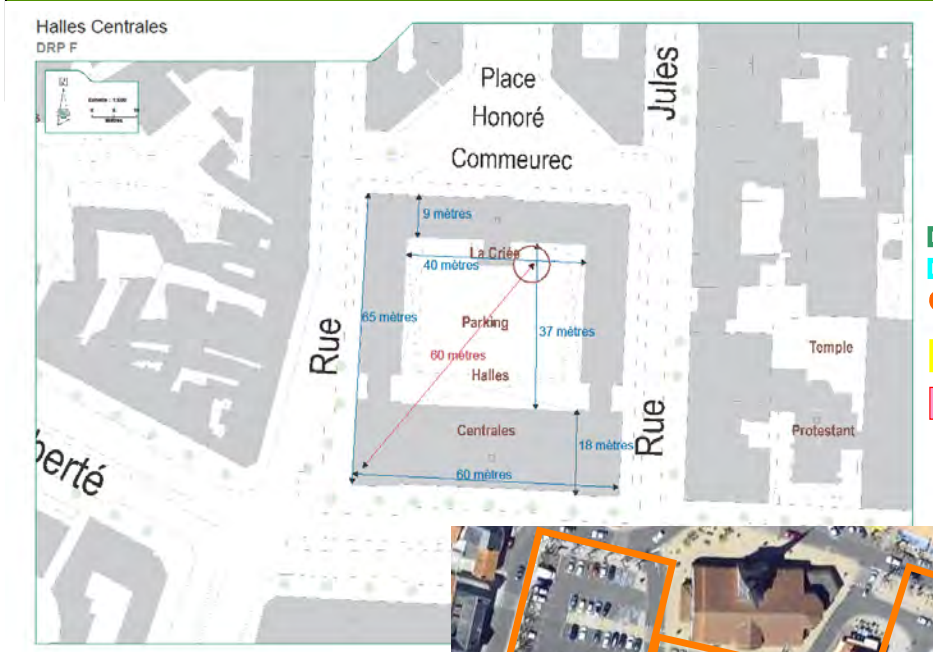 Halles Centrales
DRP F
Place
Honoré
Commeurec
Jules
9 mètres
La Criée
40 mètres
65 mètres
Parking
37 mètres
Rue
60 mètres
Halles
Temple
Centrales
Rue
Protestant
18 mètres
60 mètres
berté